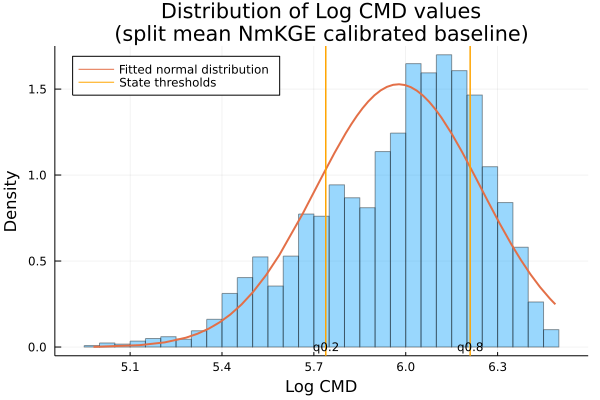 Distribution of Log CMD values
(split mean NmKGE calibrated baseline)
Fitted normal distribution
State thresholds
Density
1.5
1.0
0.5
0.0
q0.2
q0.8
5.1
5.4
5.7
6.0
6.3
Log CMD